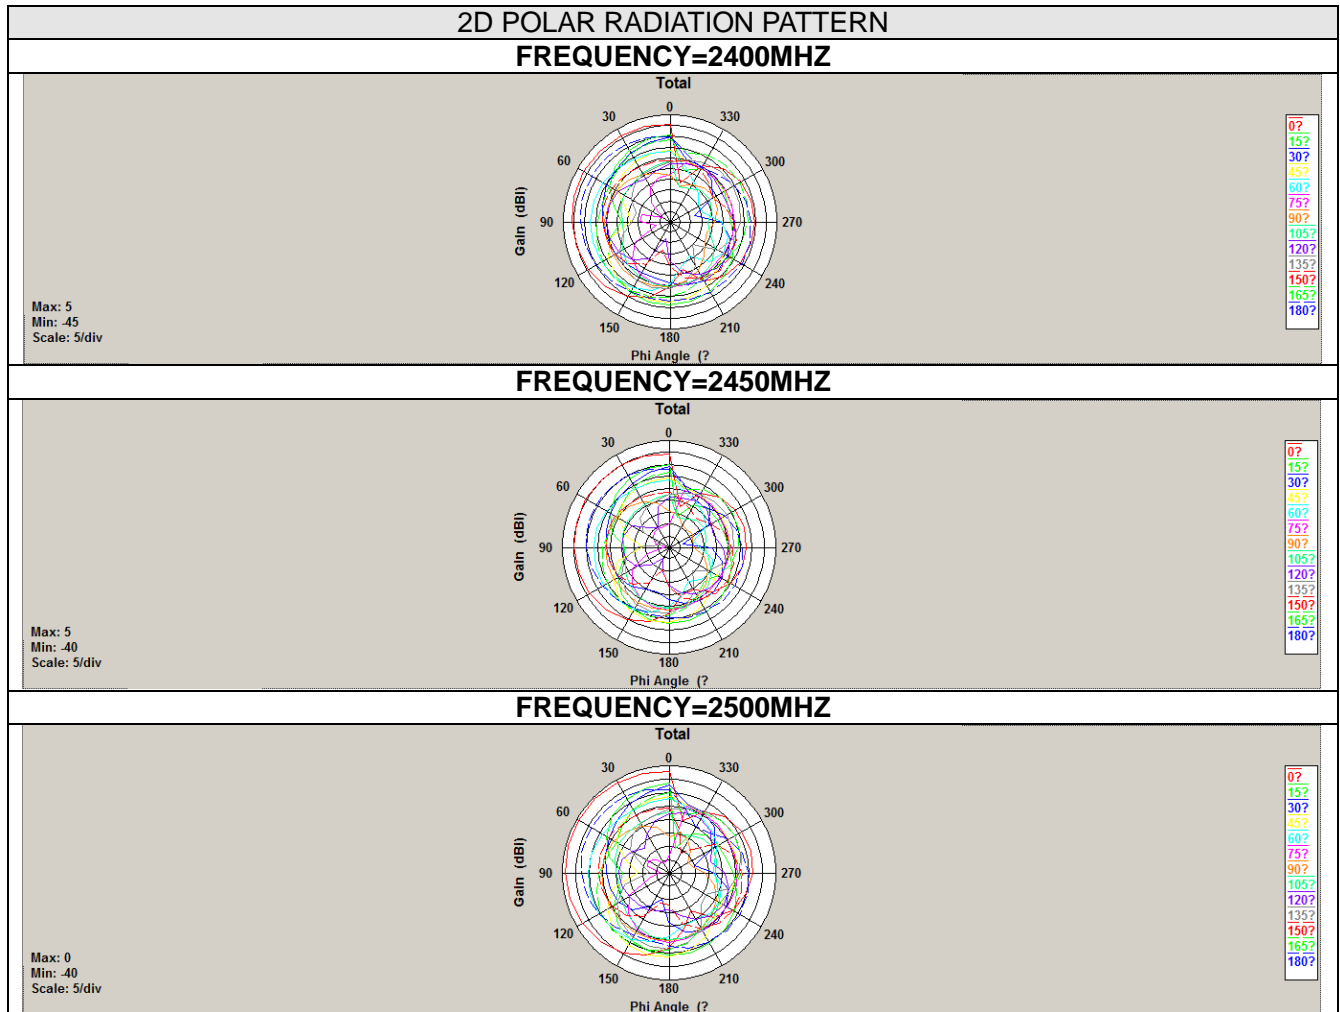 2D POLAR RADIATION PATTERN
FREQUENCY=2400MHZ
Total
0
30 330
60 300
90 270
120 240
150 210
180
Gain (dBi)
Phi Angle (?
Max: 5
Min: -45
Scale: 5/div
0?
15?
30?
45?
60?
75?
90?
105?
120?
135?
150?
165?
180?
FREQUENCY=2450MHZ
Total
0
30 330
60 300
90 270
120 240
150 210
180
Gain (dBi)
Phi Angle (?
Max: 5
Min: -40
Scale: 5/div
0?
15?
30?
45?
60?
75?
90?
105?
120?
135?
150?
165?
180?
FREQUENCY=2500MHZ
Total
0
30 330
60 300
90 270
120 240
150 210
180
Gain (dBi)
Phi Angle (?
Max: 0
Min: -40
Scale: 5/div
0?
15?
30?
45?
60?
75?
90?
105?
120?
135?
150?
165?
180?